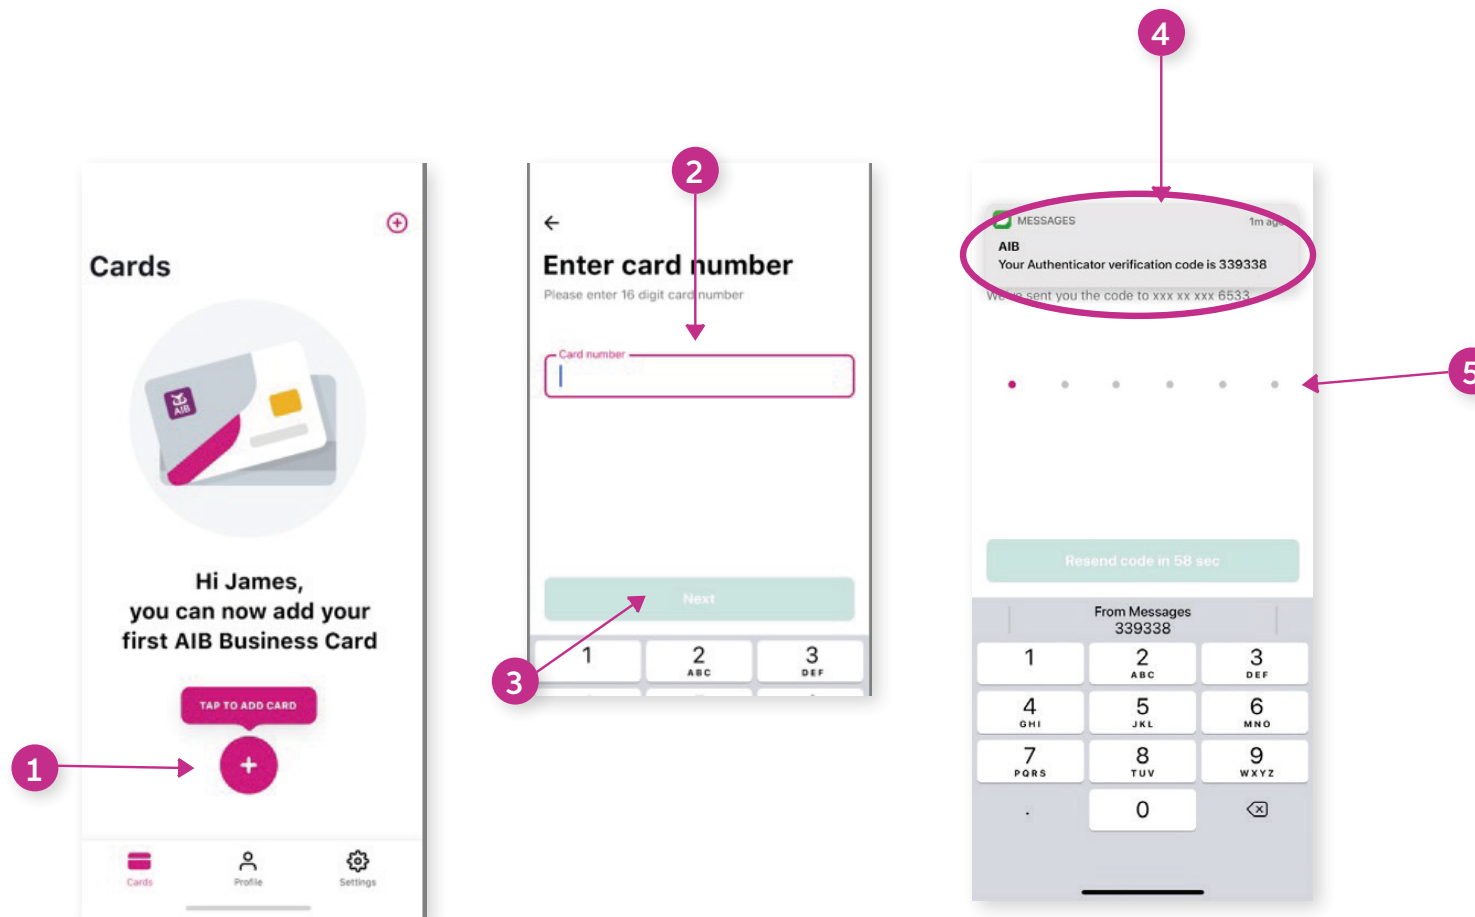 4
2
MESSAGES 1m ago
AIB
Your Authenticator verification code is 339338
We've sent you the code to xxx xx xxx 6533
5
Resend code in 58 sec
From Messages
339338
1
2
ABC
3
DEF
4
GHI
5
JKL
6
MNO
7
PQRS
8
TUV
9
WXYZ
.
0
Enter card number
Please enter 16 digit card number
Card number
Next
3
1
2
ABC
3
DEF
Cards
AIB
Hi James,
you can now add your
first AIB Business Card
TAP TO ADD CARD
1
+
Cards
Profile
Settings